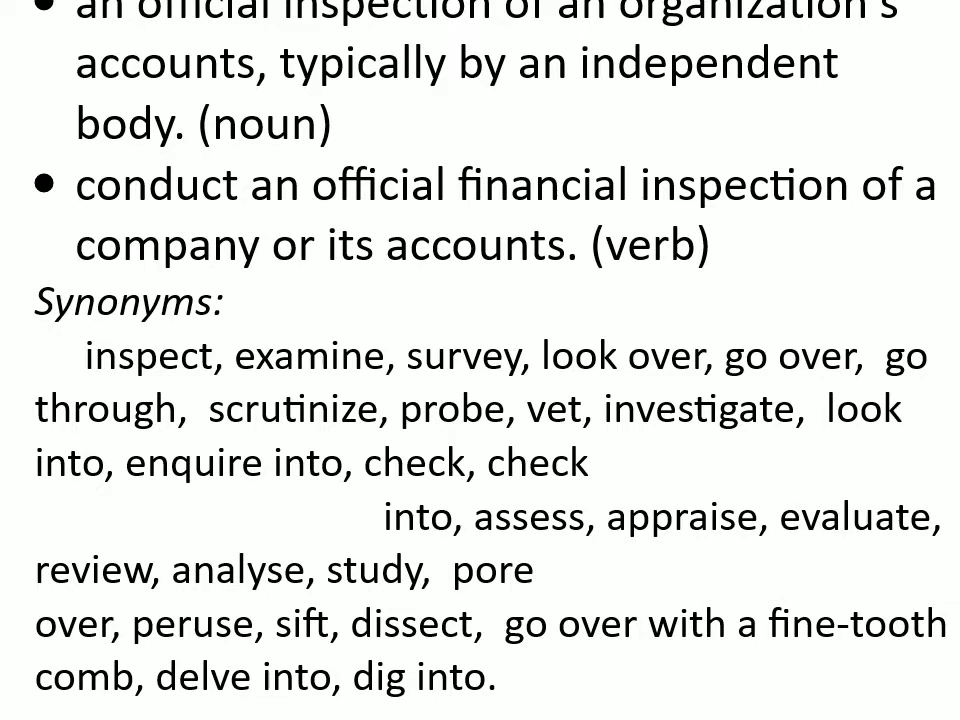 • an official inspection of an organization's
accounts, typically by an independent
body. (noun)
• conduct an official financial inspection of a
company or its accounts. (verb)
Synonyms:
inspect, examine, survey, look over, go over, go
through, scrutinize, probe, vet, investigate, look
into, enquire into, check, check
into, assess, appraise, evaluate,
review, analyse, study, pore
over, peruse, sift, dissect, go over with a fine-tooth
comb, delve into, dig into.